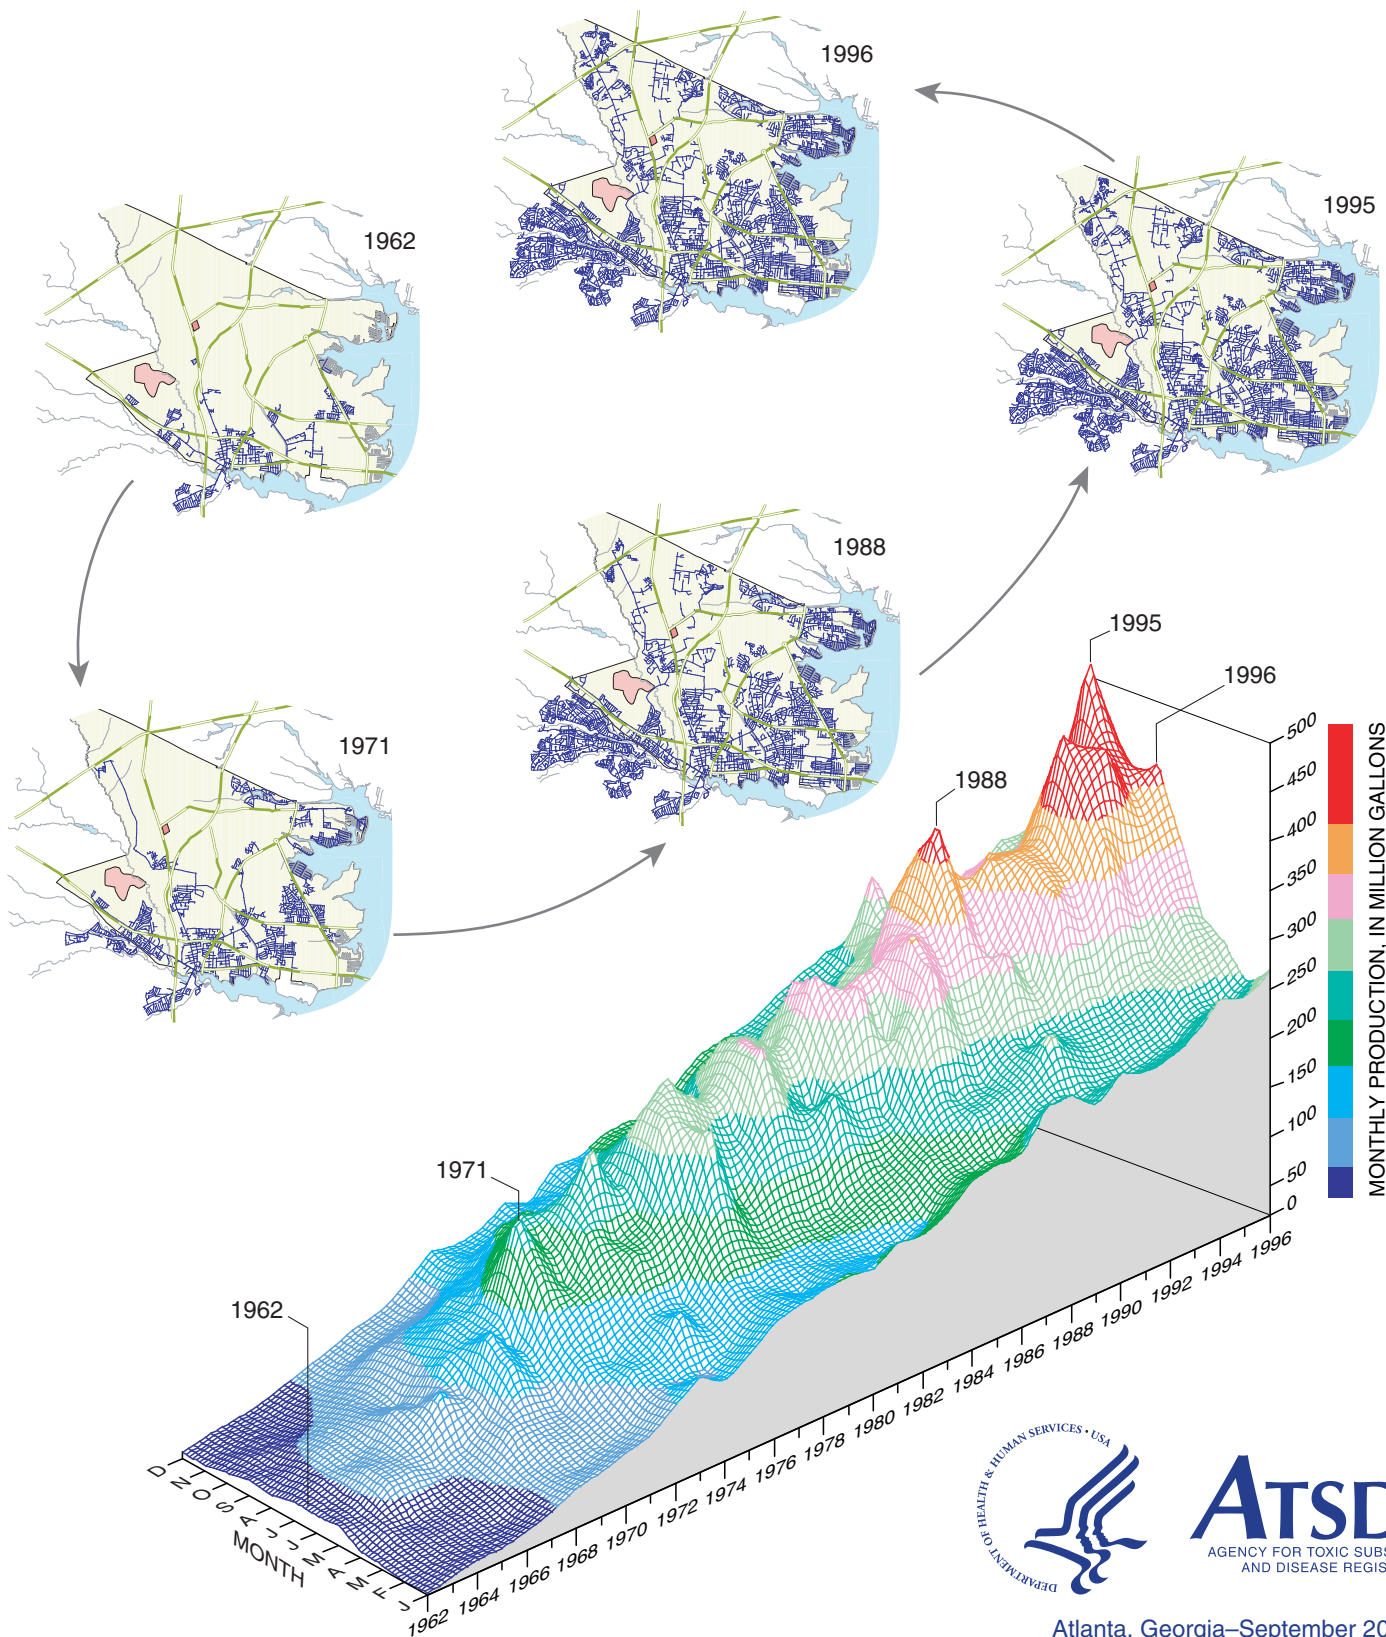 1996
1995
1962
1988
1971
1995
1996
1988
1971
1962
500
450
400
350
300
250
200
150
100
50
0
MONTHLY PRODUCTION, IN MILLION GALLONS
D
N
O
S
A
J
J
M
A
M
F
J
MONTH
1962
1964
1966
1968
1970
1972
1974
1976
1978
1980
1982
1984
1986
1988
1990
1992
1994
1996
DEPARTMENT OF HEALTH & HUMAN SERVICES • USA
ATSD
AGENCY FOR TOXIC SUBS
AND DISEASE REGIS
Atlanta, Georgia–September 20